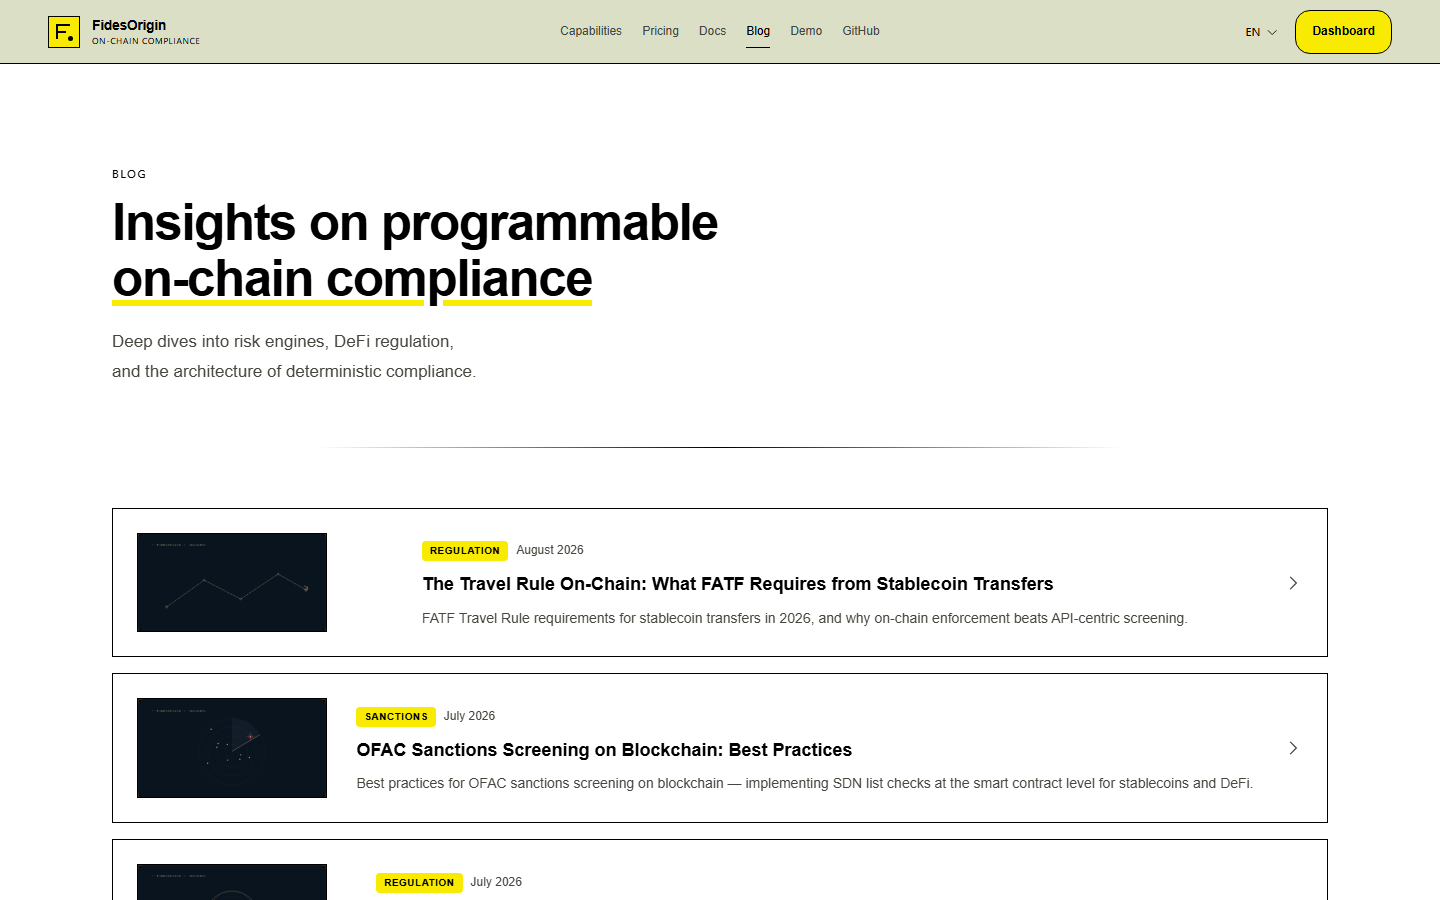 F.
FidesOrigin
ON-CHAIN COMPLIANCE
Capabilities
Pricing
Docs
Blog
Demo
GitHub
EN
Dashboard
BLOG
Insights on programmable
on-chain compliance
Deep dives into risk engines, DeFi regulation,
and the architecture of deterministic compliance.
REGULATION August 2026
The Travel Rule On-Chain: What FATF Requires from Stablecoin Transfers
FATF Travel Rule requirements for stablecoin transfers in 2026, and why on-chain enforcement beats API-centric screening.
SANCTIONS July 2026
OFAC Sanctions Screening on Blockchain: Best Practices
Best practices for OFAC sanctions screening on blockchain — implementing SDN list checks at the smart contract level for stablecoins and DeFi.
REGULATION July 2026